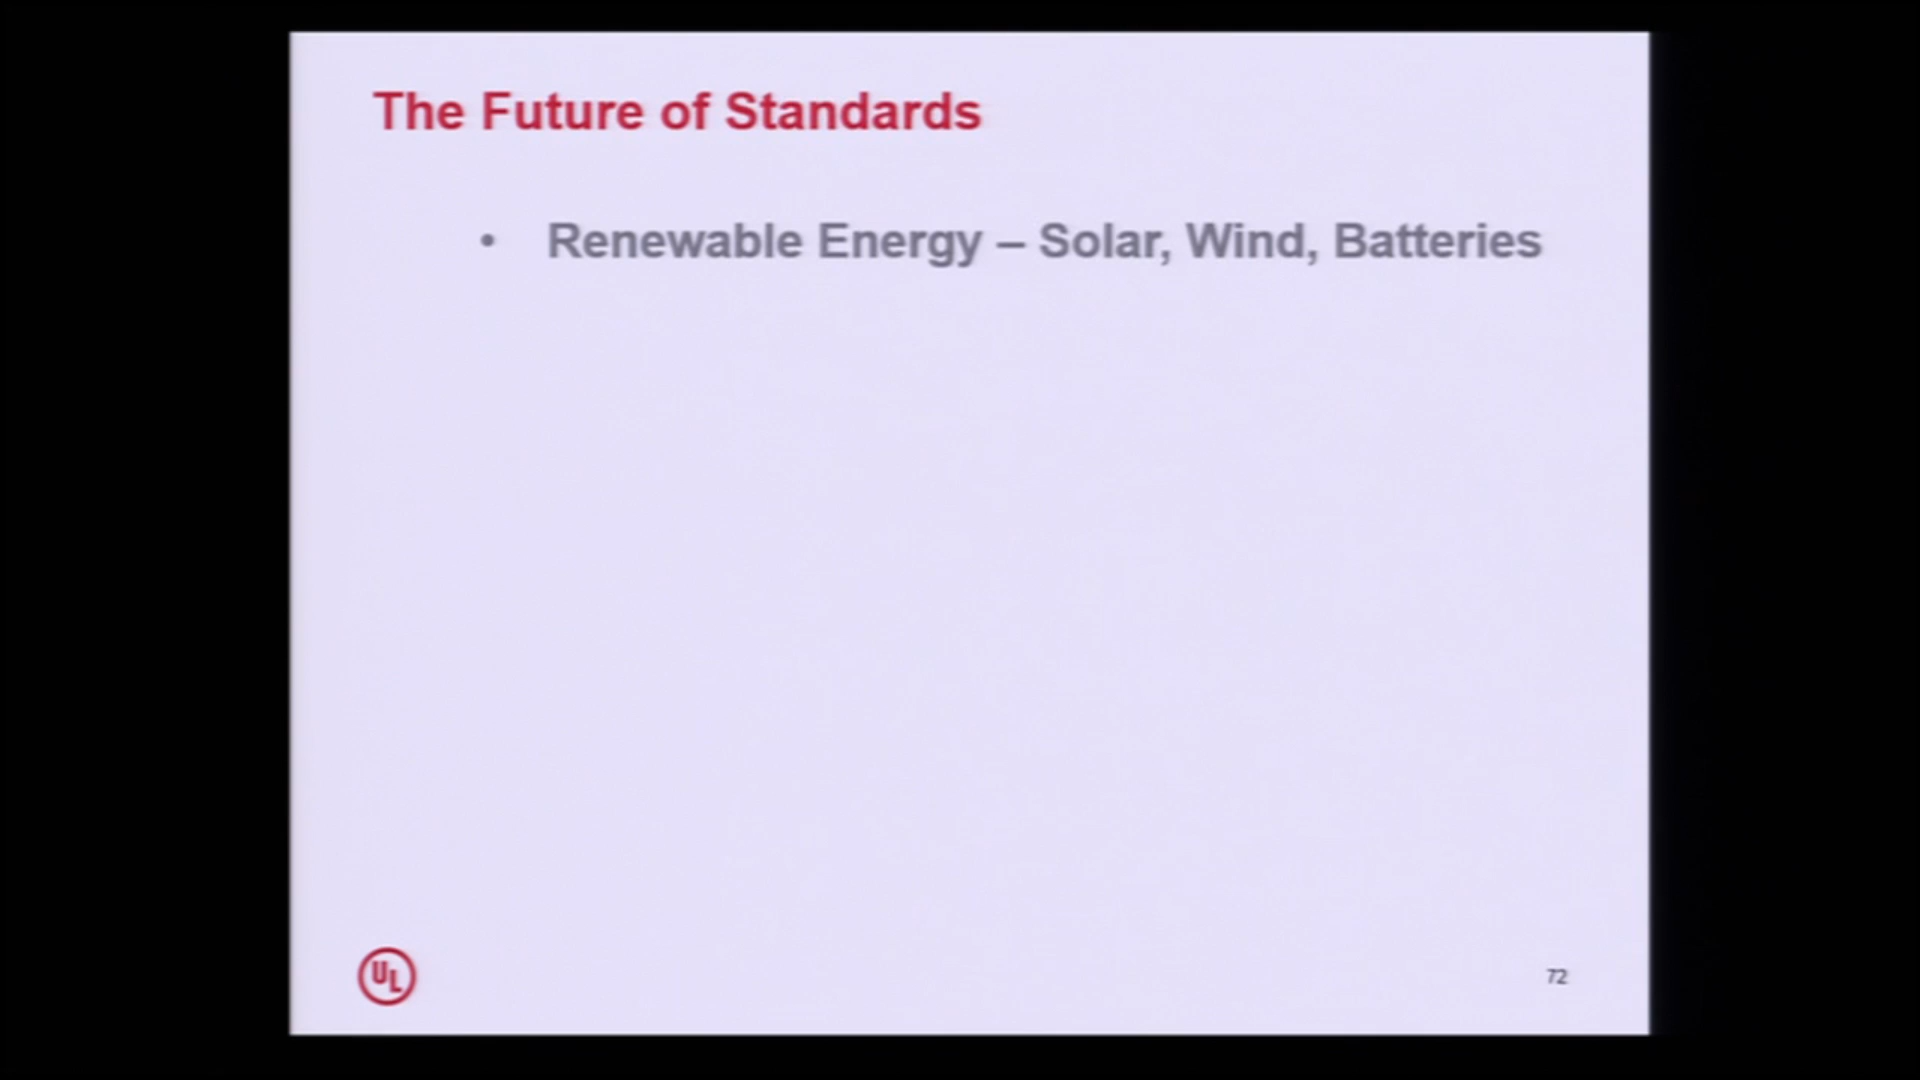 The Future of Standards
• Renewable Energy – Solar, Wind, Batteries
UL
72